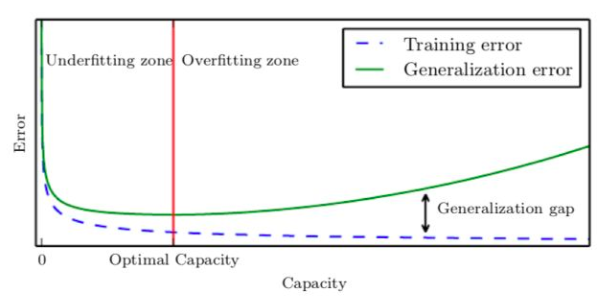 Training error
Generalization error
Underfitting zone
Overfitting zone
Error
Generalization gap
0
Optimal Capacity
Capacity